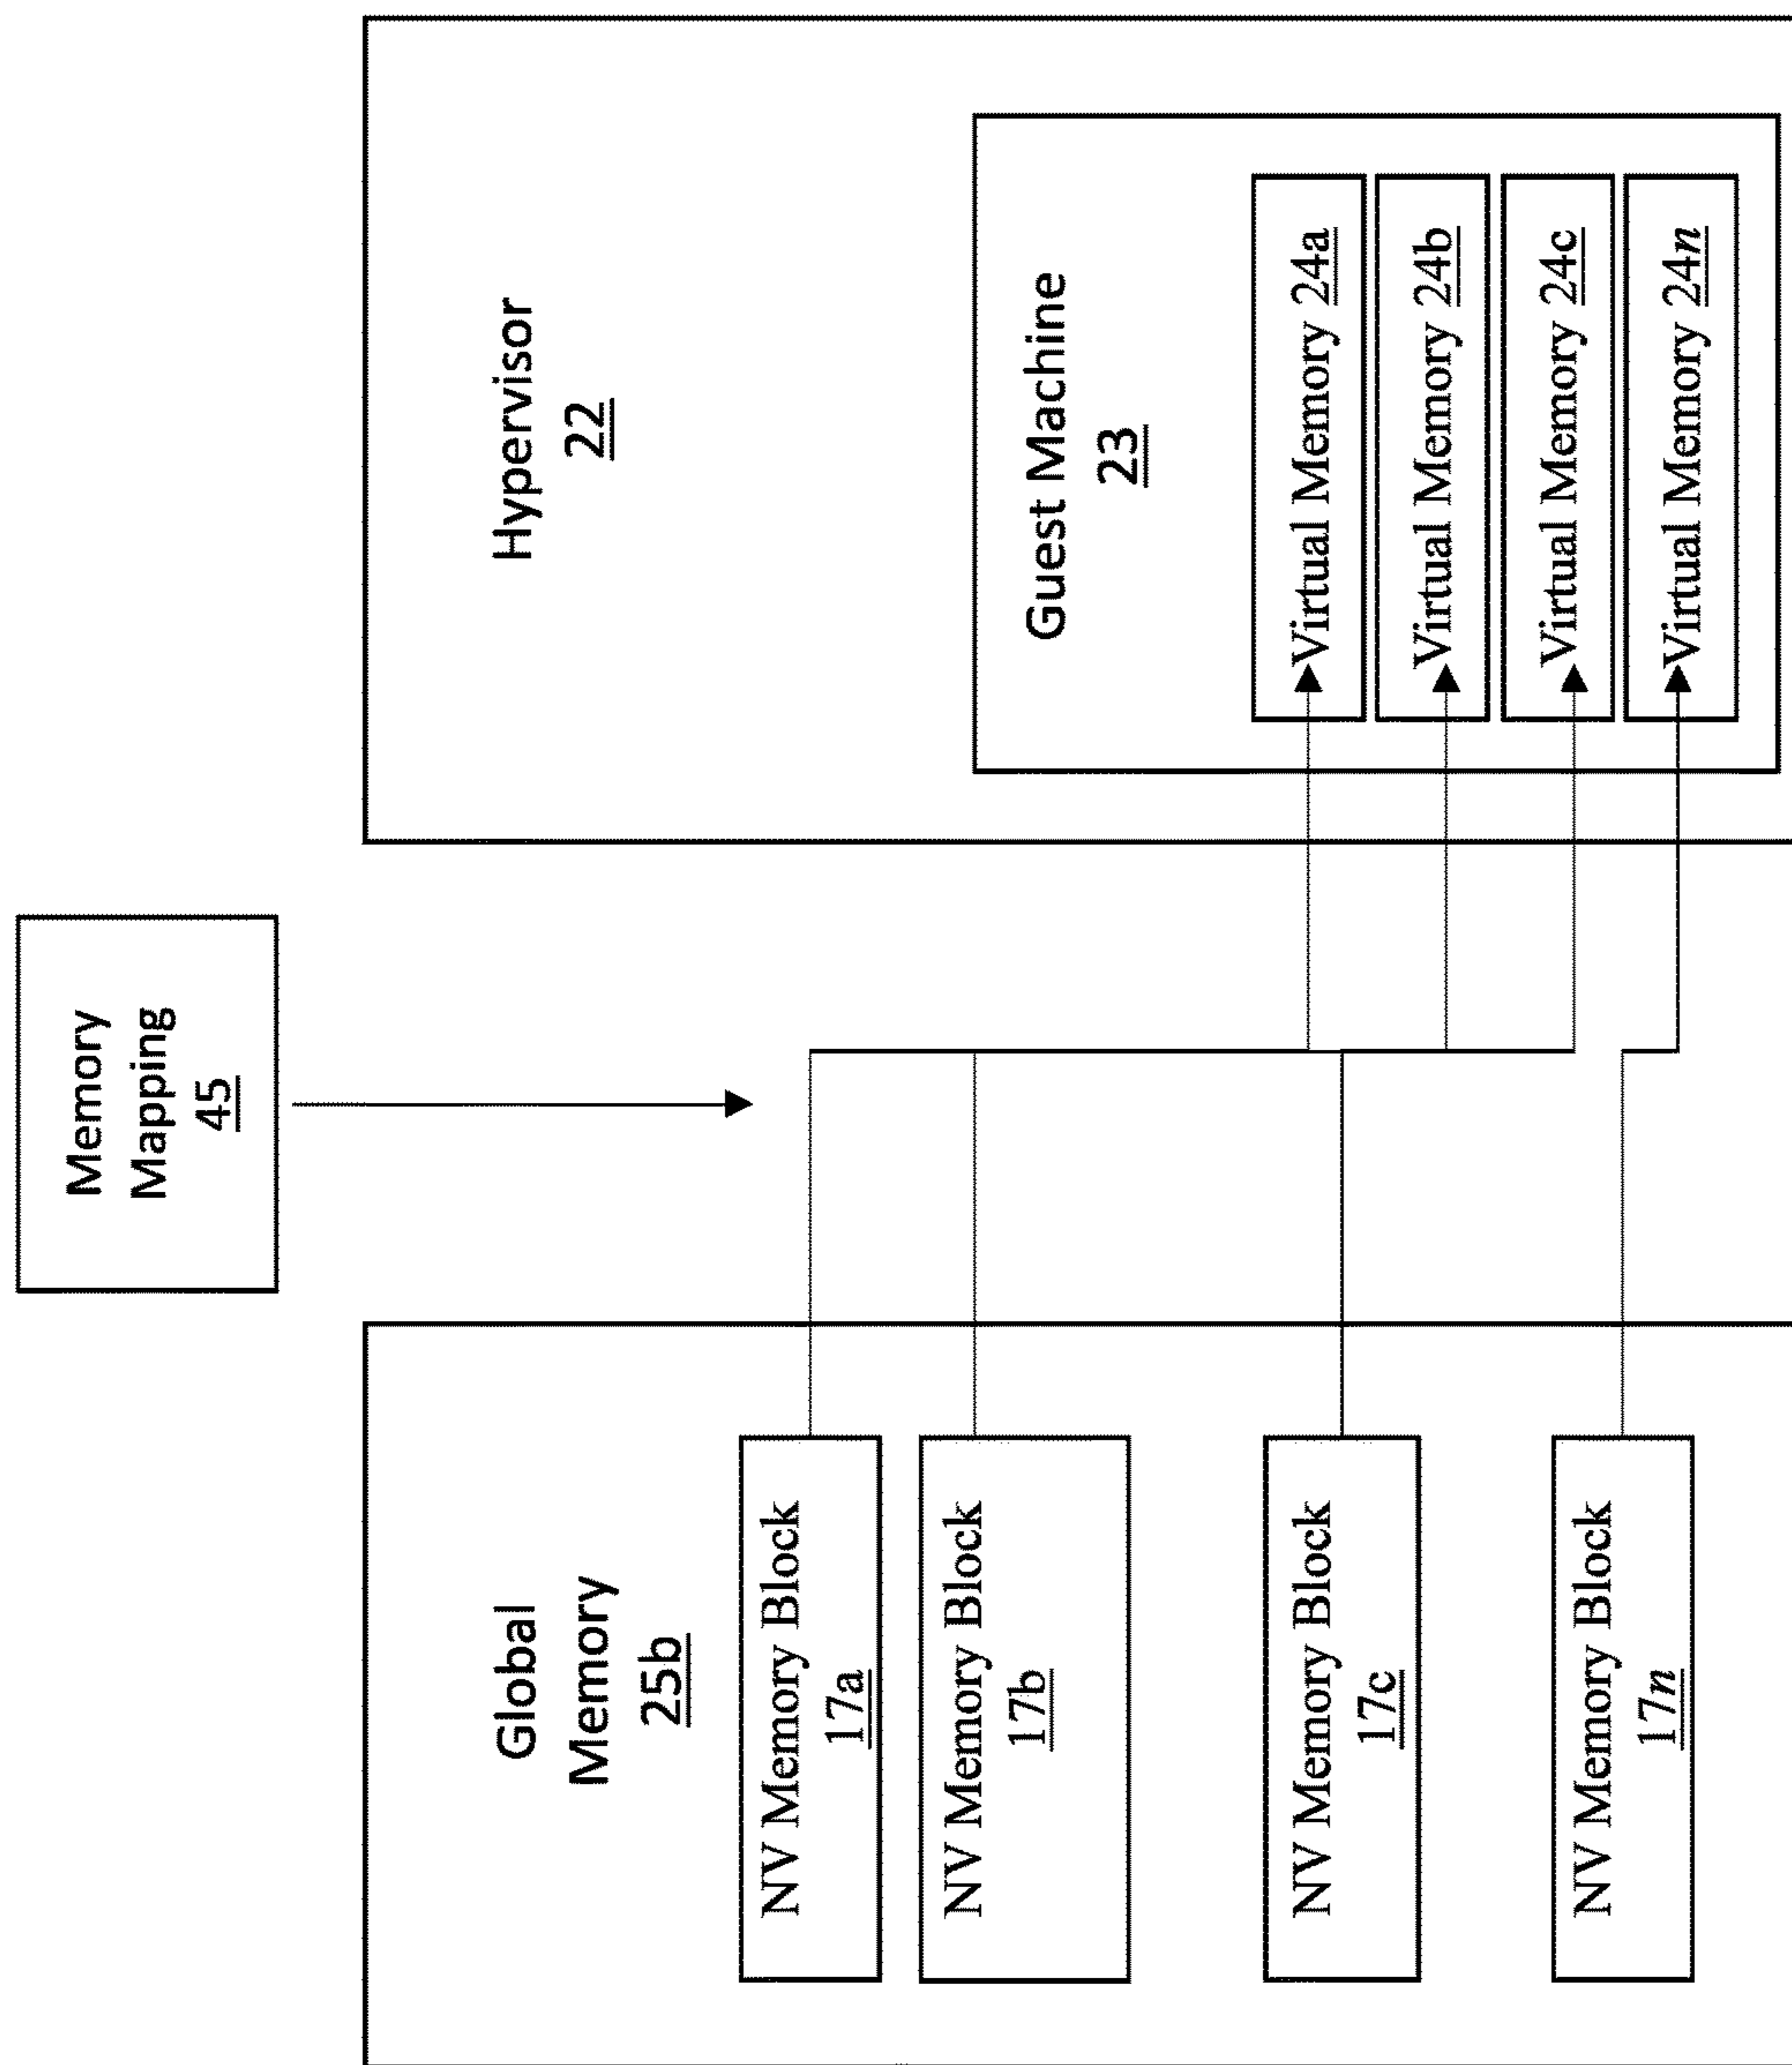 Memory
Mapping
45
Global
Memory
25b
NV Memory Block
17a
NV Memory Block
17b
NV Memory Block
17c
NV Memory Block
17n
Hypervisor
22
Guest Machine
23
Virtual Memory 24a
Virtual Memory 24b
Virtual Memory 24c
Virtual Memory 24n